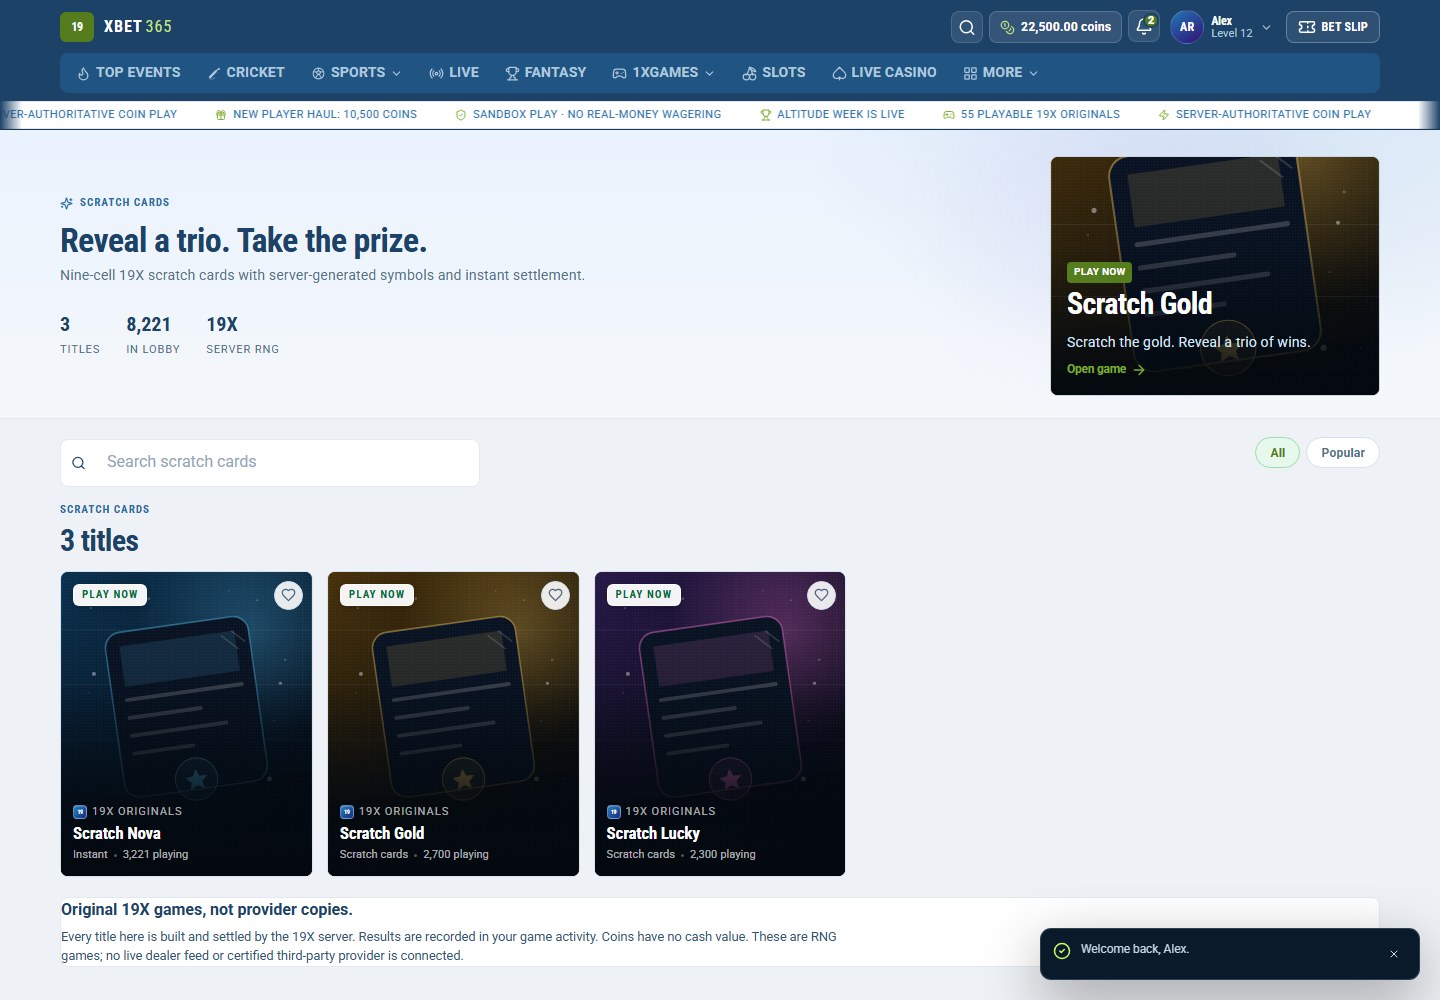 19 XBET 365
22,500.00 coins
2
AR
Alex
Level 12
BET SLIP
TOP EVENTS
CRICKET
SPORTS
LIVE
FANTASY
1XGAMES
SLOTS
LIVE CASINO
MORE
VER-AUTHORITATIVE COIN PLAY
NEW PLAYER HAUL: 10,500 COINS
SANDBOX PLAY · NO REAL-MONEY WAGERING
ALTITUDE WEEK IS LIVE
55 PLAYABLE 19X ORIGINALS
SERVER-AUTHORITATIVE COIN PLAY
SCRATCH CARDS
Reveal a trio. Take the prize.
Nine-cell 19X scratch cards with server-generated symbols and instant settlement.
3
TITLES
8,221
IN LOBBY
19X
SERVER RNG
PLAY NOW
Scratch Gold
Scratch the gold. Reveal a trio of wins.
Open game
Search scratch cards
All
Popular
SCRATCH CARDS
3 titles
PLAY NOW
19 19X ORIGINALS
Scratch Nova
Instant • 3,221 playing
PLAY NOW
19 19X ORIGINALS
Scratch Gold
Scratch cards • 2,700 playing
PLAY NOW
19 19X ORIGINALS
Scratch Lucky
Scratch cards • 2,300 playing
Original 19X games, not provider copies.
Every title here is built and settled by the 19X server. Results are recorded in your game activity. Coins have no cash value. These are RNG
games; no live dealer feed or certified third-party provider is connected.
Welcome back, Alex.